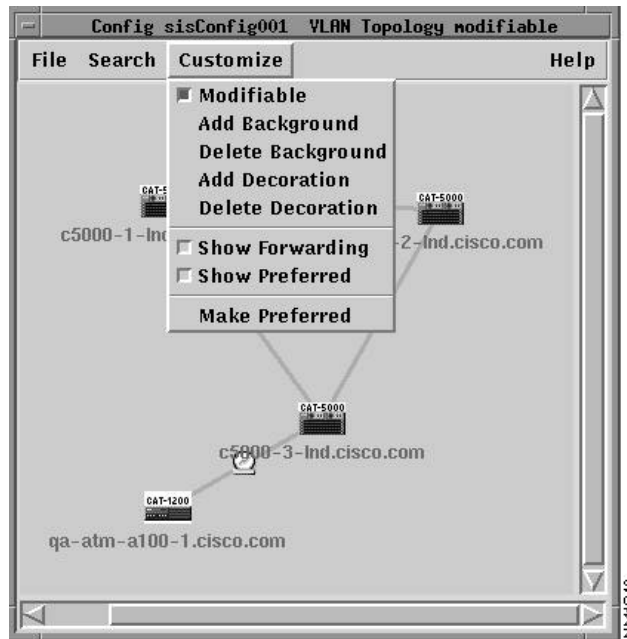 Config sisConfig001 VLAN Topology modifiable
File Search Customize Help
Modifiable
Add Background
Delete Background
Add Decoration
Delete Decoration
Show Forwarding
Show Preferred
Make Preferred
CAT-5
c5000-1-lnd
CAT-5000
-2-lnd.cisco.com
CAT-5000
c5000-3-lnd.cisco.com
CAT-1200
qa-atm-a100-1.cisco.com